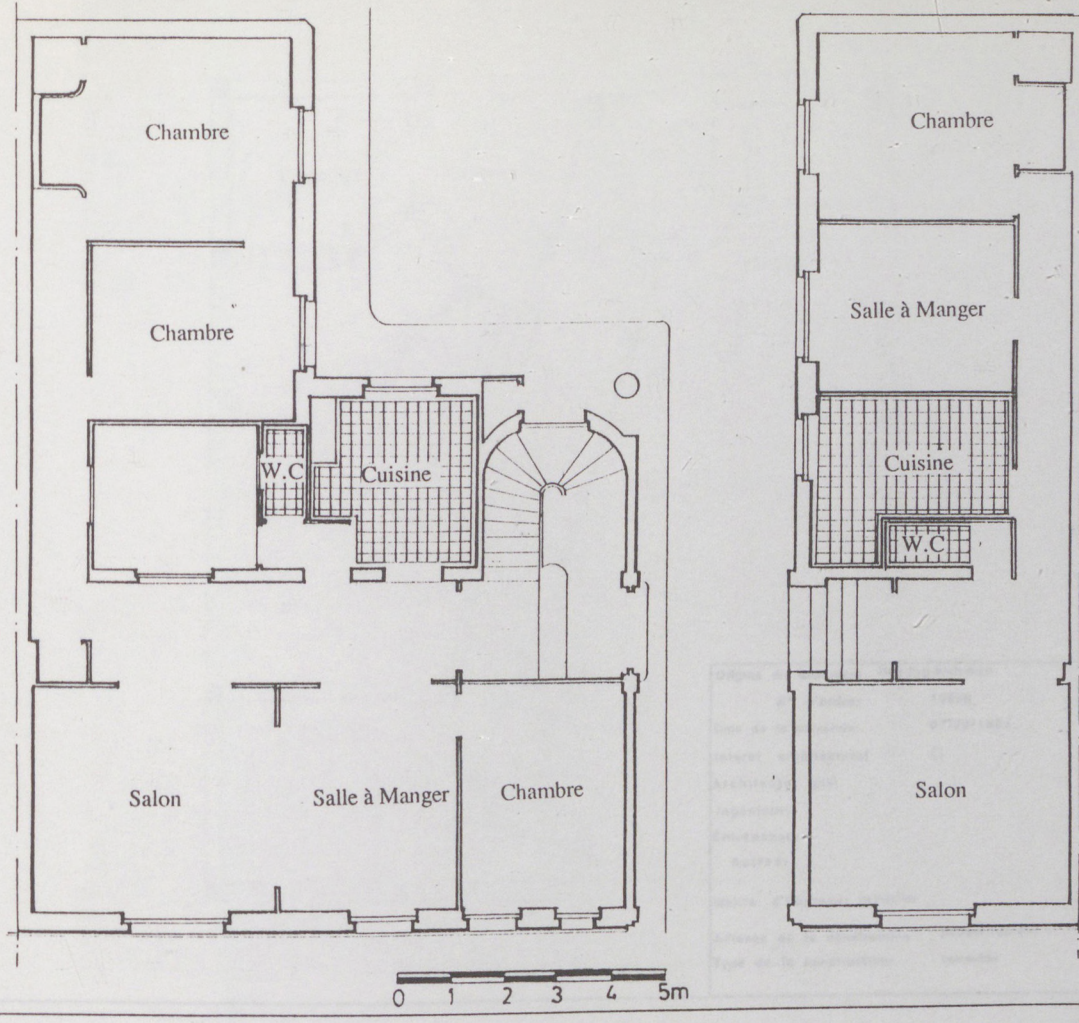 Chambre
Chambre
W.C
Cuisine
Salon
Salle à Manger
Chambre
0 1 2 3 4 5m
Chambre
Salle à Manger
Cuisine
W.C
Salon